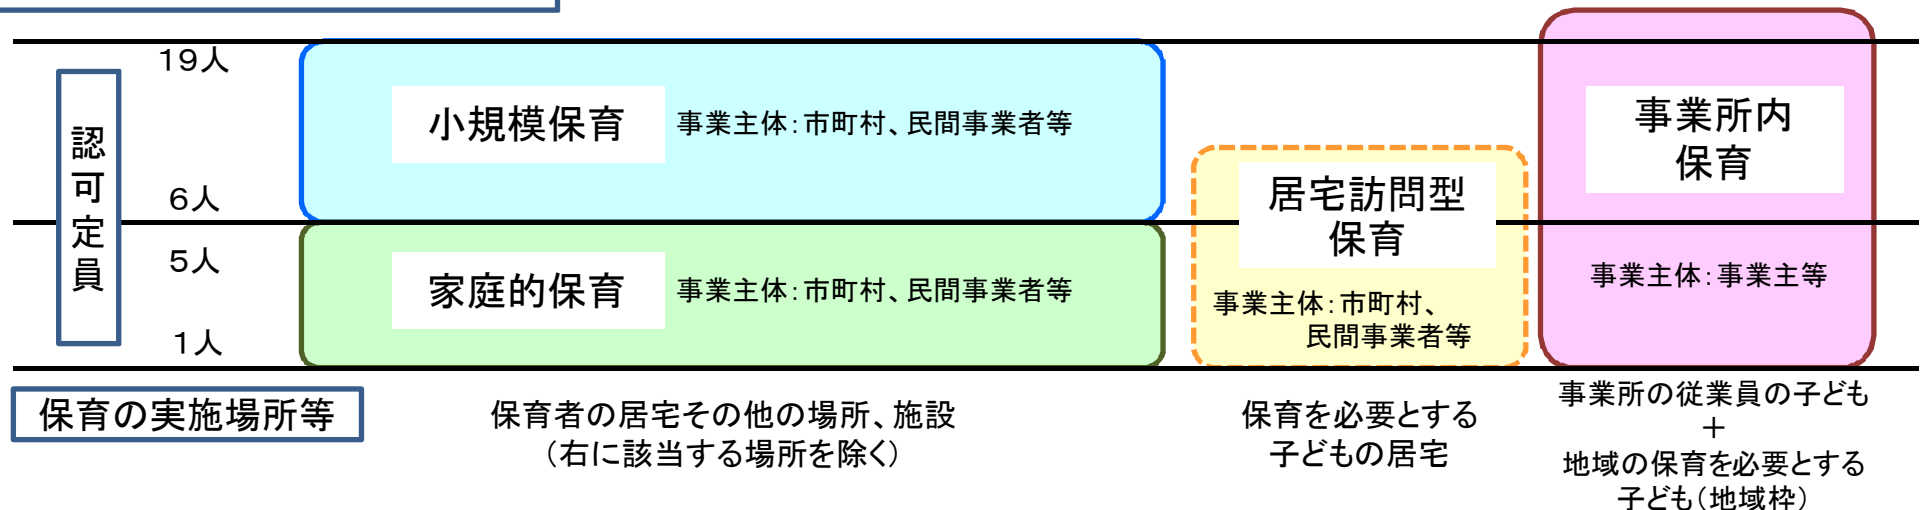 認可定員
19人
6人
5人
1人
小規模保育
事業主体：市町村、民間事業者等
家庭的保育
事業主体：市町村、民間事業者等
居宅訪問型
保育
事業主体：市町村、
民間事業者等
事業所内
保育
事業主体：事業主等
保育の実施場所等
保育者の居宅その他の場所、施設
（右に該当する場所を除く）
保育を必要とする
子どもの居宅
事業所の従業員の子ども
＋
地域の保育を必要とする
子ども（地域枠）